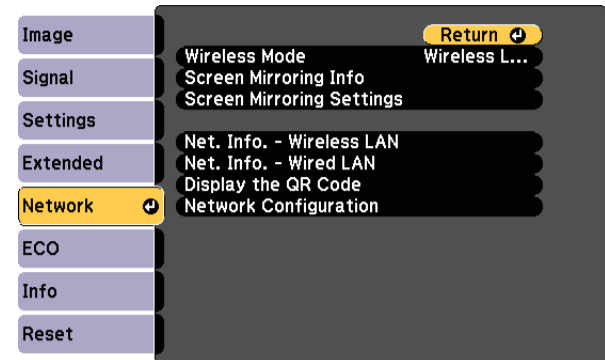 Image
Signal
Settings
Extended
Network
ECO
Info
Reset
Return
Wireless Mode Wireless L...
Screen Mirroring Info
Screen Mirroring Settings
Net. Info. - Wireless LAN
Net. Info. - Wired LAN
Display the QR Code
Network Configuration